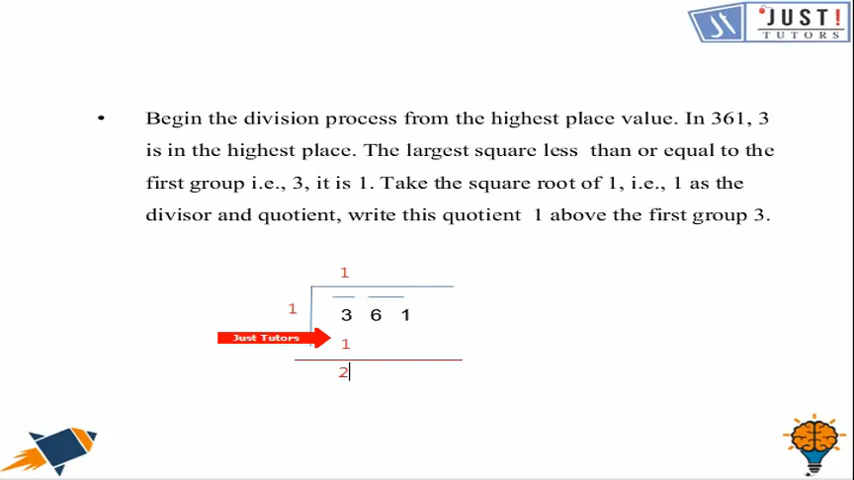 JUST!
TUTORS
• Begin the division process from the highest place value. In 361, 3
is in the highest place. The largest square less than or equal to the
first group i.e., 3, it is 1. Take the square root of 1, i.e., 1 as the
divisor and quotient, write this quotient 1 above the first group 3.
1
1
3 6 1
Just Tutors
1
2